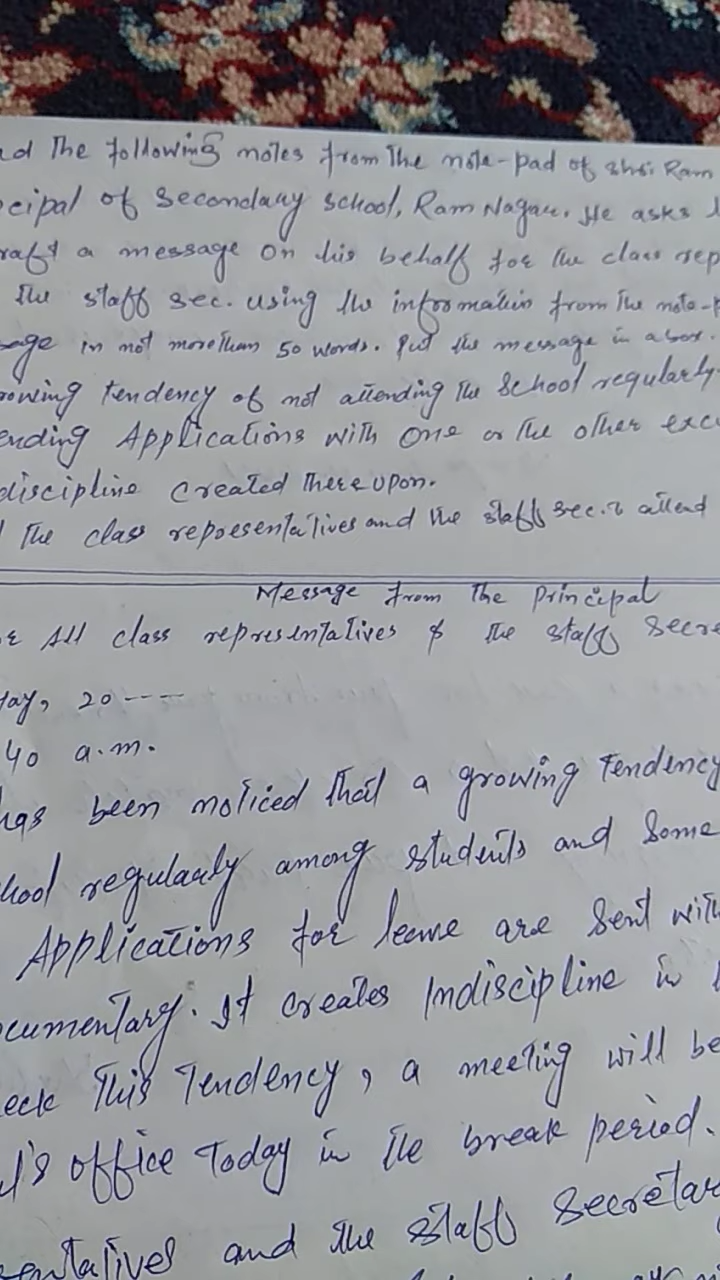 The following notes from the note-pad of Shri Ram
of Secondary School, Ram Nagar. He asks
a message on his behalf for the class rep
The staff sec. using the information from The note-p
in not more than 50 words. Put the message in a box.
owing tendency of not attending The School regularly
ending Applications with one or the other exc
discipline Created There upon.
The class representatives and the staff sec. to attend
Message from The Principal
All class representatives & the staff Secre
day, 20----
40 a.m.
has been noticed that a growing Tendency
hool regularly among students and Some
Applications for leave are Sent with
ocumentary. It Creates Indiscipline in
eck This Tendency, a meeting will be
l's office Today in the break period.
entatives and the staff Secretar